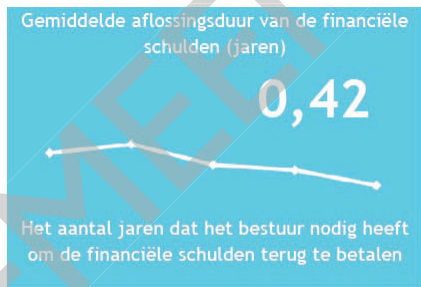 Gemiddelde aflossingsduur van de financiële
schulden (jaren)
0,42
Het aantal jaren dat het bestuur nodig heeft
om de financiële schulden terug te betalen